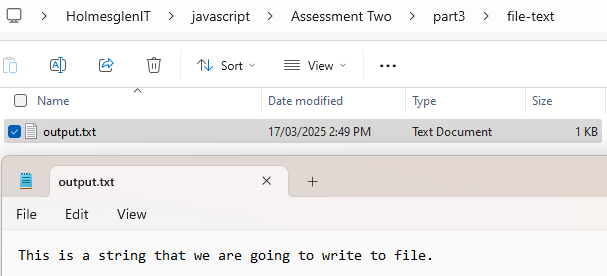 HolmesglenIT > javascript > Assessment Two > part3 > file-text
Sort View ...
Name Date modified Type Size
output.txt 17/03/2025 2:49 PM Text Document 1 KB
output.txt
File Edit View
This is a string that we are going to write to file.